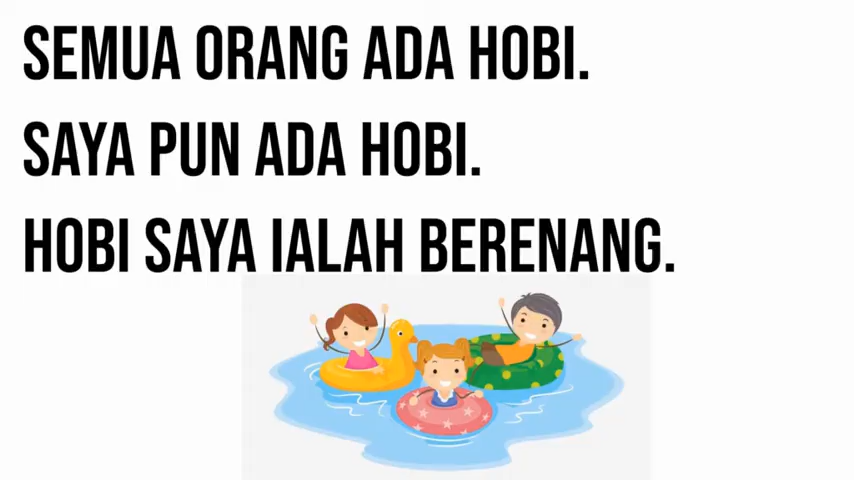 SEMUA ORANG ADA HOBI.
SAYA PUN ADA HOBI.
HOBI SAYA IALAH BERENANG.